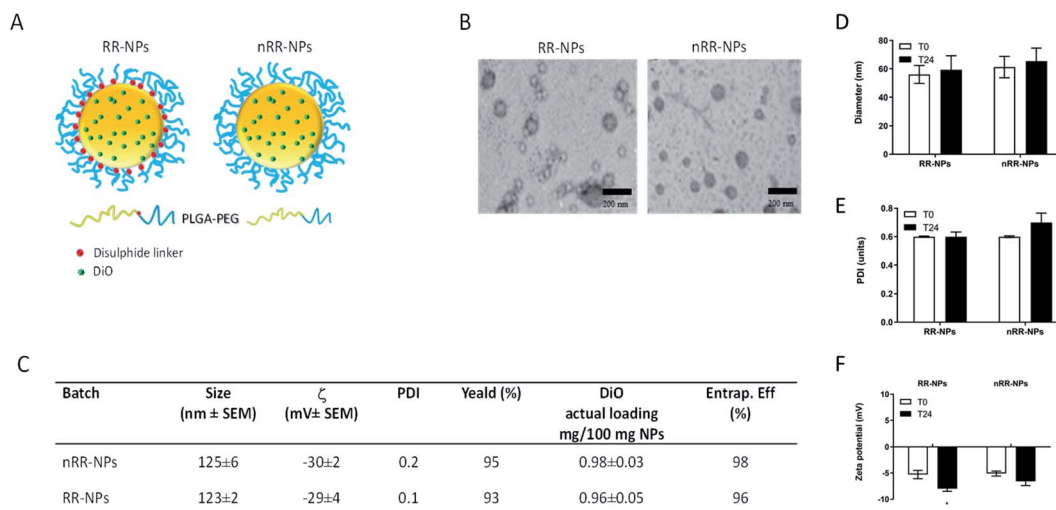 A
RR-NPs
nRR-NPs
PLGA-PEG
Disulphide linker
DiO
B
RR-NPs
nRR-NPs
200 nm
200 nm
C
Batch Size (nm ± SEM) ζ (mV± SEM) PDI Yeald (%) DiO actual loading mg/100 mg NPs Entrap. Eff (%)
nRR-NPs 125±6 -30±2 0.2 95 0.98±0.03 98
RR-NPs 123±2 -29±4 0.1 93 0.96±0.05 96
D
Diameter (nm)
80
60
40
20
0
T0
T24
RR-NPs
nRR-NPs
E
PDI (units)
0.8
0.6
0.4
0.2
0.0
T0
T24
RR-NPs
nRR-NPs
F
RR-NPs
nRR-NPs
Zeta potential (mV)
10
5
0
-5
-10
T0
T24
*